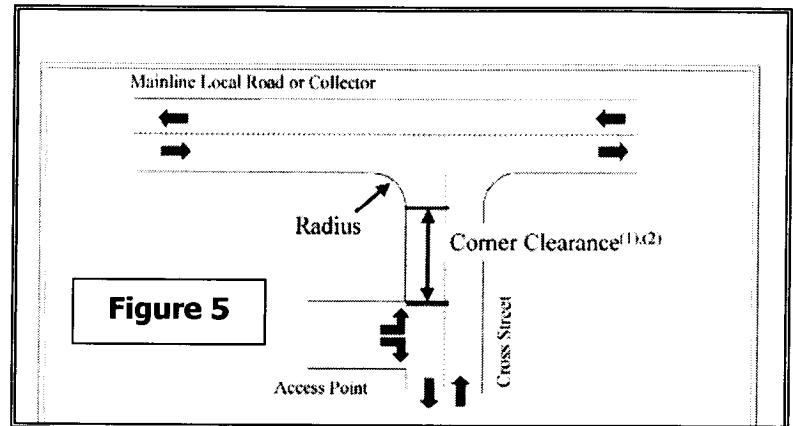 Mainline Local Road or Collector
Radius
Corner Clearance(1),(2)
Figure 5
Cross Street
Access Point